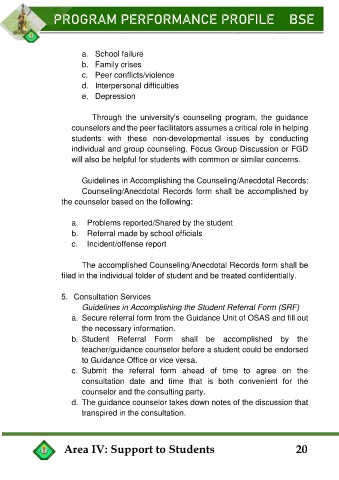 PROGRAM PERFORMANCE PROFILE BSE
a. School failure
b. Family crises
c. Peer conflicts/violence
d. Interpersonal difficulties
e. Depression
Through the university's counseling program, the guidance
counselors and the peer facilitators assumes a critical role in helping
students with these non-developmental issues by conducting
individual and group counseling. Focus Group Discussion or FGD
will also be helpful for students with common or similar concerns.
Guidelines in Accomplishing the Counseling/Anecdotal Records:
Counseling/Anecdotal Records form shall be accomplished by
the counselor based on the following:
a. Problems reported/Shared by the student
b. Referral made by school officials
c. Incident/offense report
The accomplished Counseling/Anecdotal Records form shall be
filed in the individual folder of student and be treated confidentially.
5. Consultation Services
Guidelines in Accomplishing the Student Referral Form (SRF)
a. Secure referral form from the Guidance Unit of OSAS and fill out
the necessary information.
b. Student Referral Form shall be accomplished by the
teacher/guidance counselor before a student could be endorsed
to Guidance Office or vice versa.
c. Submit the referral form ahead of time to agree on the
consultation date and time that is both convenient for the
counselor and the consulting party.
d. The guidance counselor takes down notes of the discussion that
transpired in the consultation.
Area IV: Support to Students 20